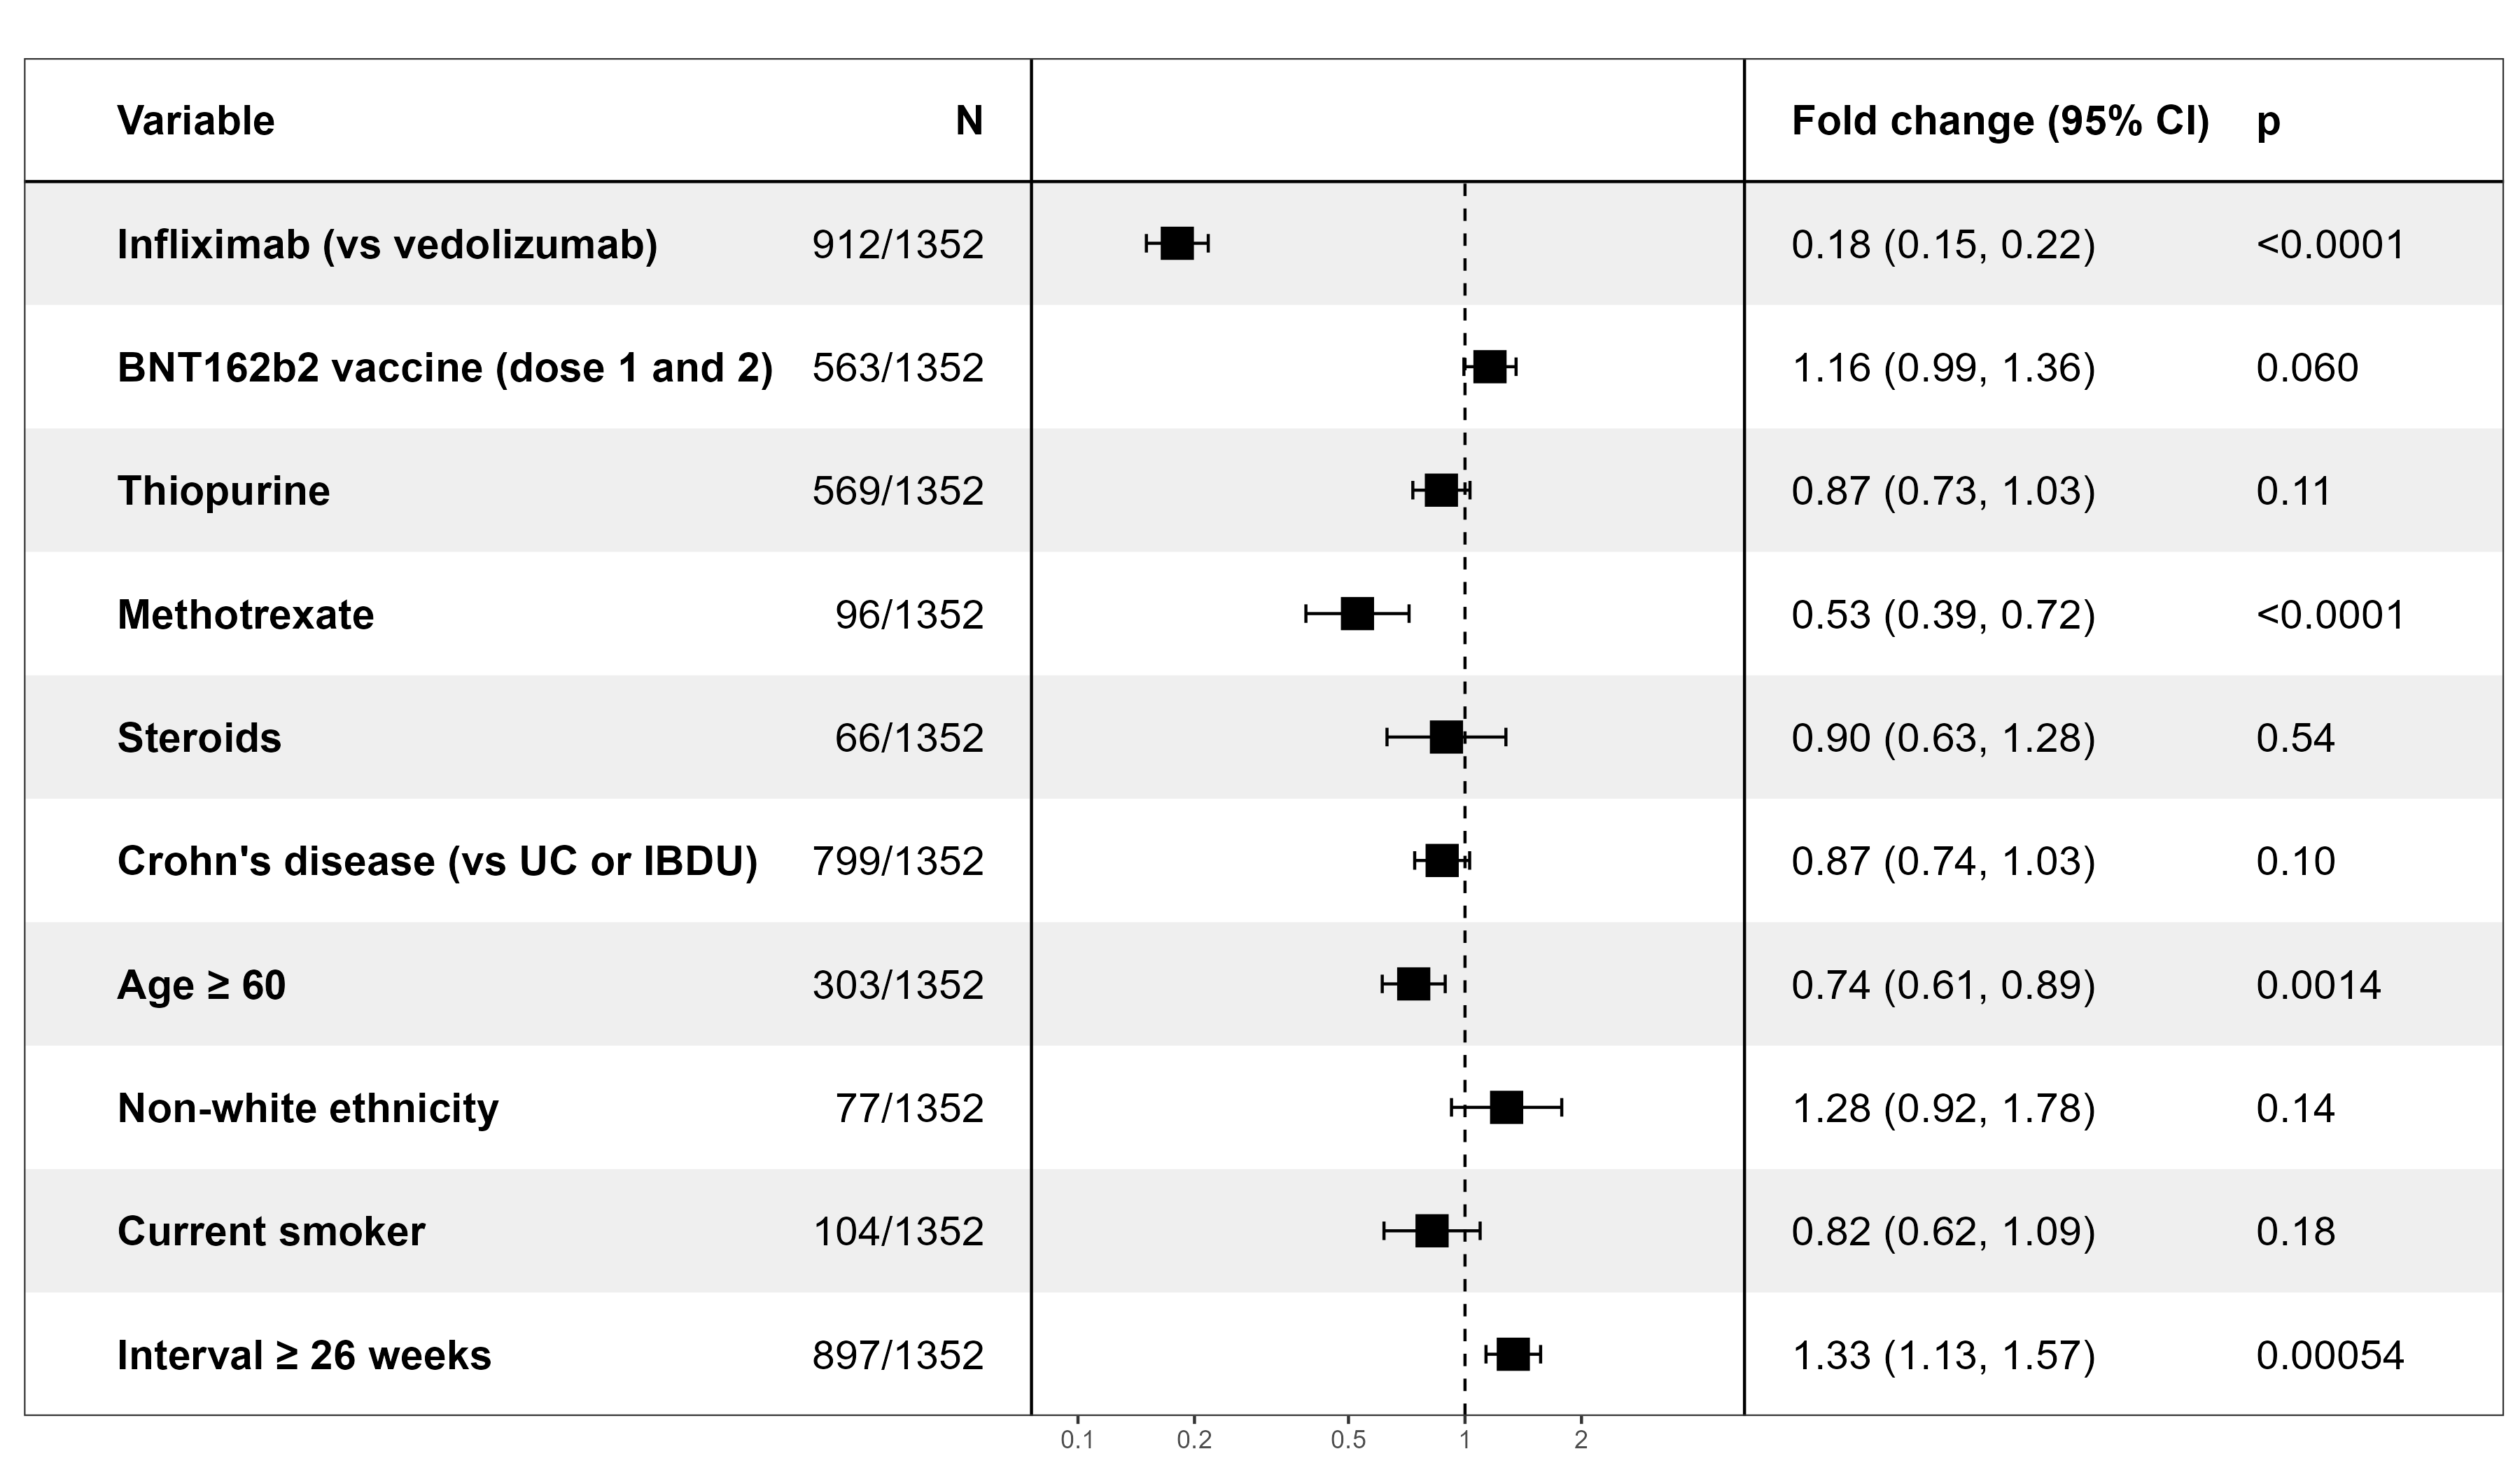 Variable N Fold change (95% CI) p
Infliximab (vs vedolizumab) 912/1352 0.18 (0.15, 0.22) <0.0001
BNT162b2 vaccine (dose 1 and 2) 563/1352 1.16 (0.99, 1.36) 0.060
Thiopurine 569/1352 0.87 (0.73, 1.03) 0.11
Methotrexate 96/1352 0.53 (0.39, 0.72) <0.0001
Steroids 66/1352 0.90 (0.63, 1.28) 0.54
Crohn's disease (vs UC or IBDU) 799/1352 0.87 (0.74, 1.03) 0.10
Age ≥ 60 303/1352 0.74 (0.61, 0.89) 0.0014
Non-white ethnicity 77/1352 1.28 (0.92, 1.78) 0.14
Current smoker 104/1352 0.82 (0.62, 1.09) 0.18
Interval ≥ 26 weeks 897/1352 1.33 (1.13, 1.57) 0.00054
0.1 0.2 0.5 1 2